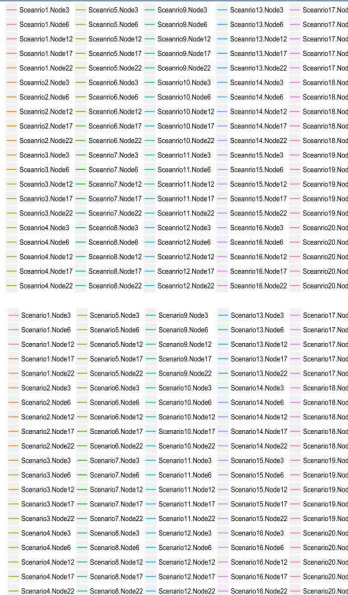 Sceanrio1.Node3 Sceanrio5.Node3 Sceanrio9.Node3 Sceanrio13.Node3 Sceanrio17.Nod
Sceanrio1.Node6 Sceanrio5.Node6 Sceanrio9.Node6 Sceanrio13.Node6 Sceanrio17.Nod
Sceanrio1.Node12 Sceanrio5.Node12 Sceanrio9.Node12 Sceanrio13.Node12 Sceanrio17.Nod
Sceanrio1.Node17 Sceanrio5.Node17 Sceanrio9.Node17 Sceanrio13.Node17 Sceanrio17.Nod
Sceanrio1.Node22 Sceanrio5.Node22 Sceanrio9.Node22 Sceanrio13.Node22 Sceanrio17.Nod
Sceanrio2.Node3 Sceanrio6.Node3 Sceanrio10.Node3 Sceanrio14.Node3 Sceanrio18.Nod
Sceanrio2.Node6 Sceanrio6.Node6 Sceanrio10.Node6 Sceanrio14.Node6 Sceanrio18.Nod
Sceanrio2.Node12 Sceanrio6.Node12 Sceanrio10.Node12 Sceanrio14.Node12 Sceanrio18.Nod
Sceanrio2.Node17 Sceanrio6.Node17 Sceanrio10.Node17 Sceanrio14.Node17 Sceanrio18.Nod
Sceanrio2.Node22 Sceanrio6.Node22 Sceanrio10.Node22 Sceanrio14.Node22 Sceanrio18.Nod
Sceanrio3.Node3 Sceanrio7.Node3 Sceanrio11.Node3 Sceanrio15.Node3 Sceanrio19.Nod
Sceanrio3.Node6 Sceanrio7.Node6 Sceanrio11.Node6 Sceanrio15.Node6 Sceanrio19.Nod
Sceanrio3.Node12 Sceanrio7.Node12 Sceanrio11.Node12 Sceanrio15.Node12 Sceanrio19.Nod
Sceanrio3.Node17 Sceanrio7.Node17 Sceanrio11.Node17 Sceanrio15.Node17 Sceanrio19.Nod
Sceanrio3.Node22 Sceanrio7.Node22 Sceanrio11.Node22 Sceanrio15.Node22 Sceanrio19.Nod
Sceanrio4.Node3 Sceanrio8.Node3 Sceanrio12.Node3 Sceanrio16.Node3 Sceanrio20.Nod
Sceanrio4.Node6 Sceanrio8.Node6 Sceanrio12.Node6 Sceanrio16.Node6 Sceanrio20.Nod
Sceanrio4.Node12 Sceanrio8.Node12 Sceanrio12.Node12 Sceanrio16.Node12 Sceanrio20.Nod
Sceanrio4.Node17 Sceanrio8.Node17 Sceanrio12.Node17 Sceanrio16.Node17 Sceanrio20.Nod
Sceanrio4.Node22 Sceanrio8.Node22 Sceanrio12.Node22 Sceanrio16.Node22 Sceanrio20.Nod
Scenario1.Node3 Scenario5.Node3 Scenario9.Node3 Scenario13.Node3 Scenario17.Nod
Scenario1.Node6 Scenario5.Node6 Scenario9.Node6 Scenario13.Node6 Scenario17.Nod
Scenario1.Node12 Scenario5.Node12 Scenario9.Node12 Scenario13.Node12 Scenario17.Nod
Scenario1.Node17 Scenario5.Node17 Scenario9.Node17 Scenario13.Node17 Scenario17.Nod
Scenario1.Node22 Scenario5.Node22 Scenario9.Node22 Scenario13.Node22 Scenario17.Nod
Scenario2.Node3 Scenario6.Node3 Scenario10.Node3 Scenario14.Node3 Scenario18.Nod
Scenario2.Node6 Scenario6.Node6 Scenario10.Node6 Scenario14.Node6 Scenario18.Nod
Scenario2.Node12 Scenario6.Node12 Scenario10.Node12 Scenario14.Node12 Scenario18.Nod
Scenario2.Node17 Scenario6.Node17 Scenario10.Node17 Scenario14.Node17 Scenario18.Nod
Scenario2.Node22 Scenario6.Node22 Scenario10.Node22 Scenario14.Node22 Scenario18.Nod
Scenario3.Node3 Scenario7.Node3 Scenario11.Node3 Scenario15.Node3 Scenario19.Nod
Scenario3.Node6 Scenario7.Node6 Scenario11.Node6 Scenario15.Node6 Scenario19.Nod
Scenario3.Node12 Scenario7.Node12 Scenario11.Node12 Scenario15.Node12 Scenario19.Nod
Scenario3.Node17 Scenario7.Node17 Scenario11.Node17 Scenario15.Node17 Scenario19.Nod
Scenario3.Node22 Scenario7.Node22 Scenario11.Node22 Scenario15.Node22 Scenario19.Nod
Scenario4.Node3 Scenario8.Node3 Scenario12.Node3 Scenario16.Node3 Scenario20.Nod
Scenario4.Node6 Scenario8.Node6 Scenario12.Node6 Scenario16.Node6 Scenario20.Nod
Scenario4.Node12 Scenario8.Node12 Scenario12.Node12 Scenario16.Node12 Scenario20.Nod
Scenario4.Node17 Scenario8.Node17 Scenario12.Node17 Scenario16.Node17 Scenario20.Nod
Scenario4.Node22 Scenario8.Node22 Scenario12.Node22 Scenario16.Node22 Scenario20.Nod